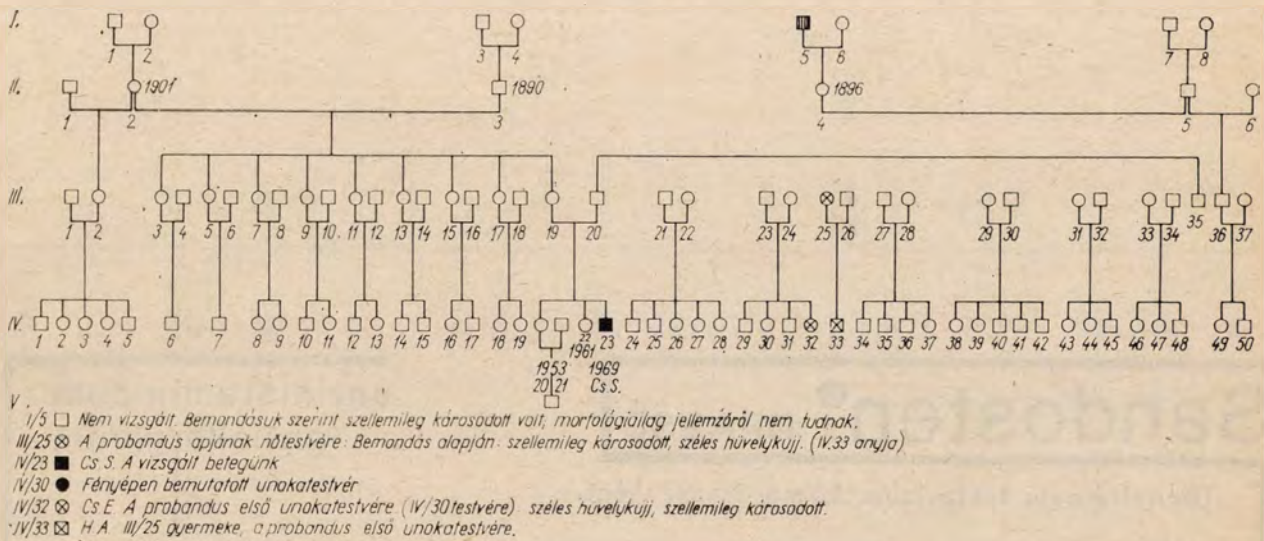 I.
1 2 3 4 5 6 7 8
II. 1901 1890 1896
1 2 3 4 5 6
III.
1 2 3 4 5 6 7 8 9 10 11 12 13 14 15 16 17 18 19 20 21 22 23 24 25 26 27 28 29 30 31 32 33 34 35 36 37
IV.
1 2 3 4 5 6 7 8 9 10 11 12 13 14 15 16 17 18 19 22 23 24 25 26 27 28 29 30 31 32 33 34 35 36 37 38 39 40 41 42 43 44 45 46 47 48 49 50
1961
1953 1969
20 21 Cs.S.
V.
I/5 □ Nem vizsgált. Bemondásuk szerint szellemileg károsodott volt, morfológiailag jellemzőről nem tudnak.
III/25 ⊗ A probandus apjának nőtestvére: Bemondás alapján: szellemileg károsodott, széles hüvelykujj. (IV.33 anyja)
IV/23 ■ Cs S. A vizsgált betegünk
IV/30 ● Fényképen bemutatott unokatestvér
IV/32 ⊗ Cs E. A probandus első unokatestvére (IV/30 testvére) széles hüvelykujj, szellemileg károsodott.
IV/33 ⊠ H A. III/25 gyermeke, a probandus első unokatestvére.